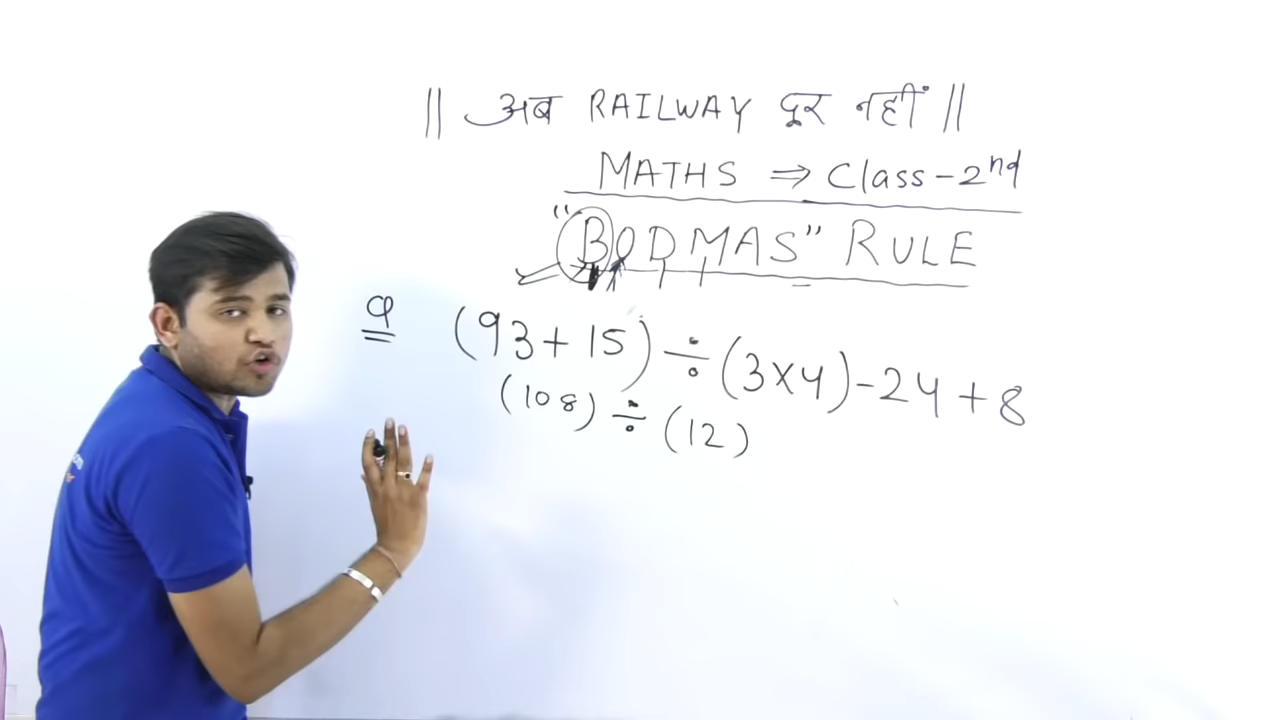 || अब RAILWAY दूर नहीं ||
MATHS ⇒ Class-2nd
"BODMAS" RULE
Q (93+15) ÷ (3×4) -24 + 8
(108) ÷ (12)